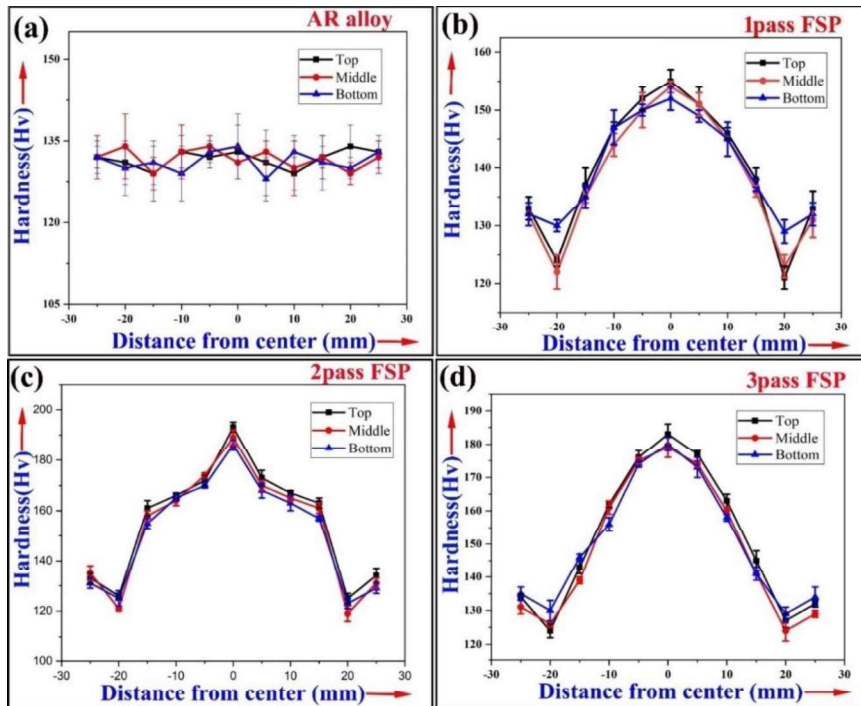 (a)
AR alloy
Top
Middle
Bottom
Hardness(Hv)
150
135
120
105
-30 -20 -10 0 10 20 30
Distance from center (mm)
(b)
1pass FSP
Top
Middle
Bottom
Hardness(Hv)
160
150
140
130
120
-30 -20 -10 0 10 20 30
Distance from center (mm)
(c)
2pass FSP
Top
Middle
Bottom
Hardness(Hv)
200
180
160
140
120
100
-30 -20 -10 0 10 20 30
Distance from center (mm)
(d)
3pass FSP
Top
Middle
Bottom
Hardness(Hv)
190
180
170
160
150
140
130
120
-30 -20 -10 0 10 20 30
Distance from center (mm)